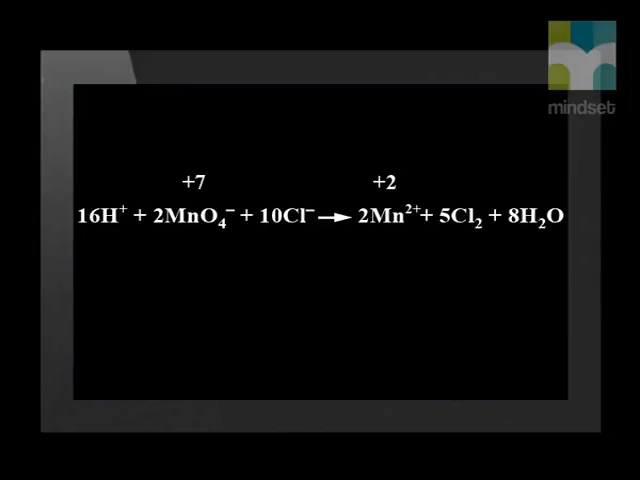 mindset
+7 +2
16H⁺ + 2MnO₄⁻ + 10Cl⁻ → 2Mn²⁺+ 5Cl₂ + 8H₂O